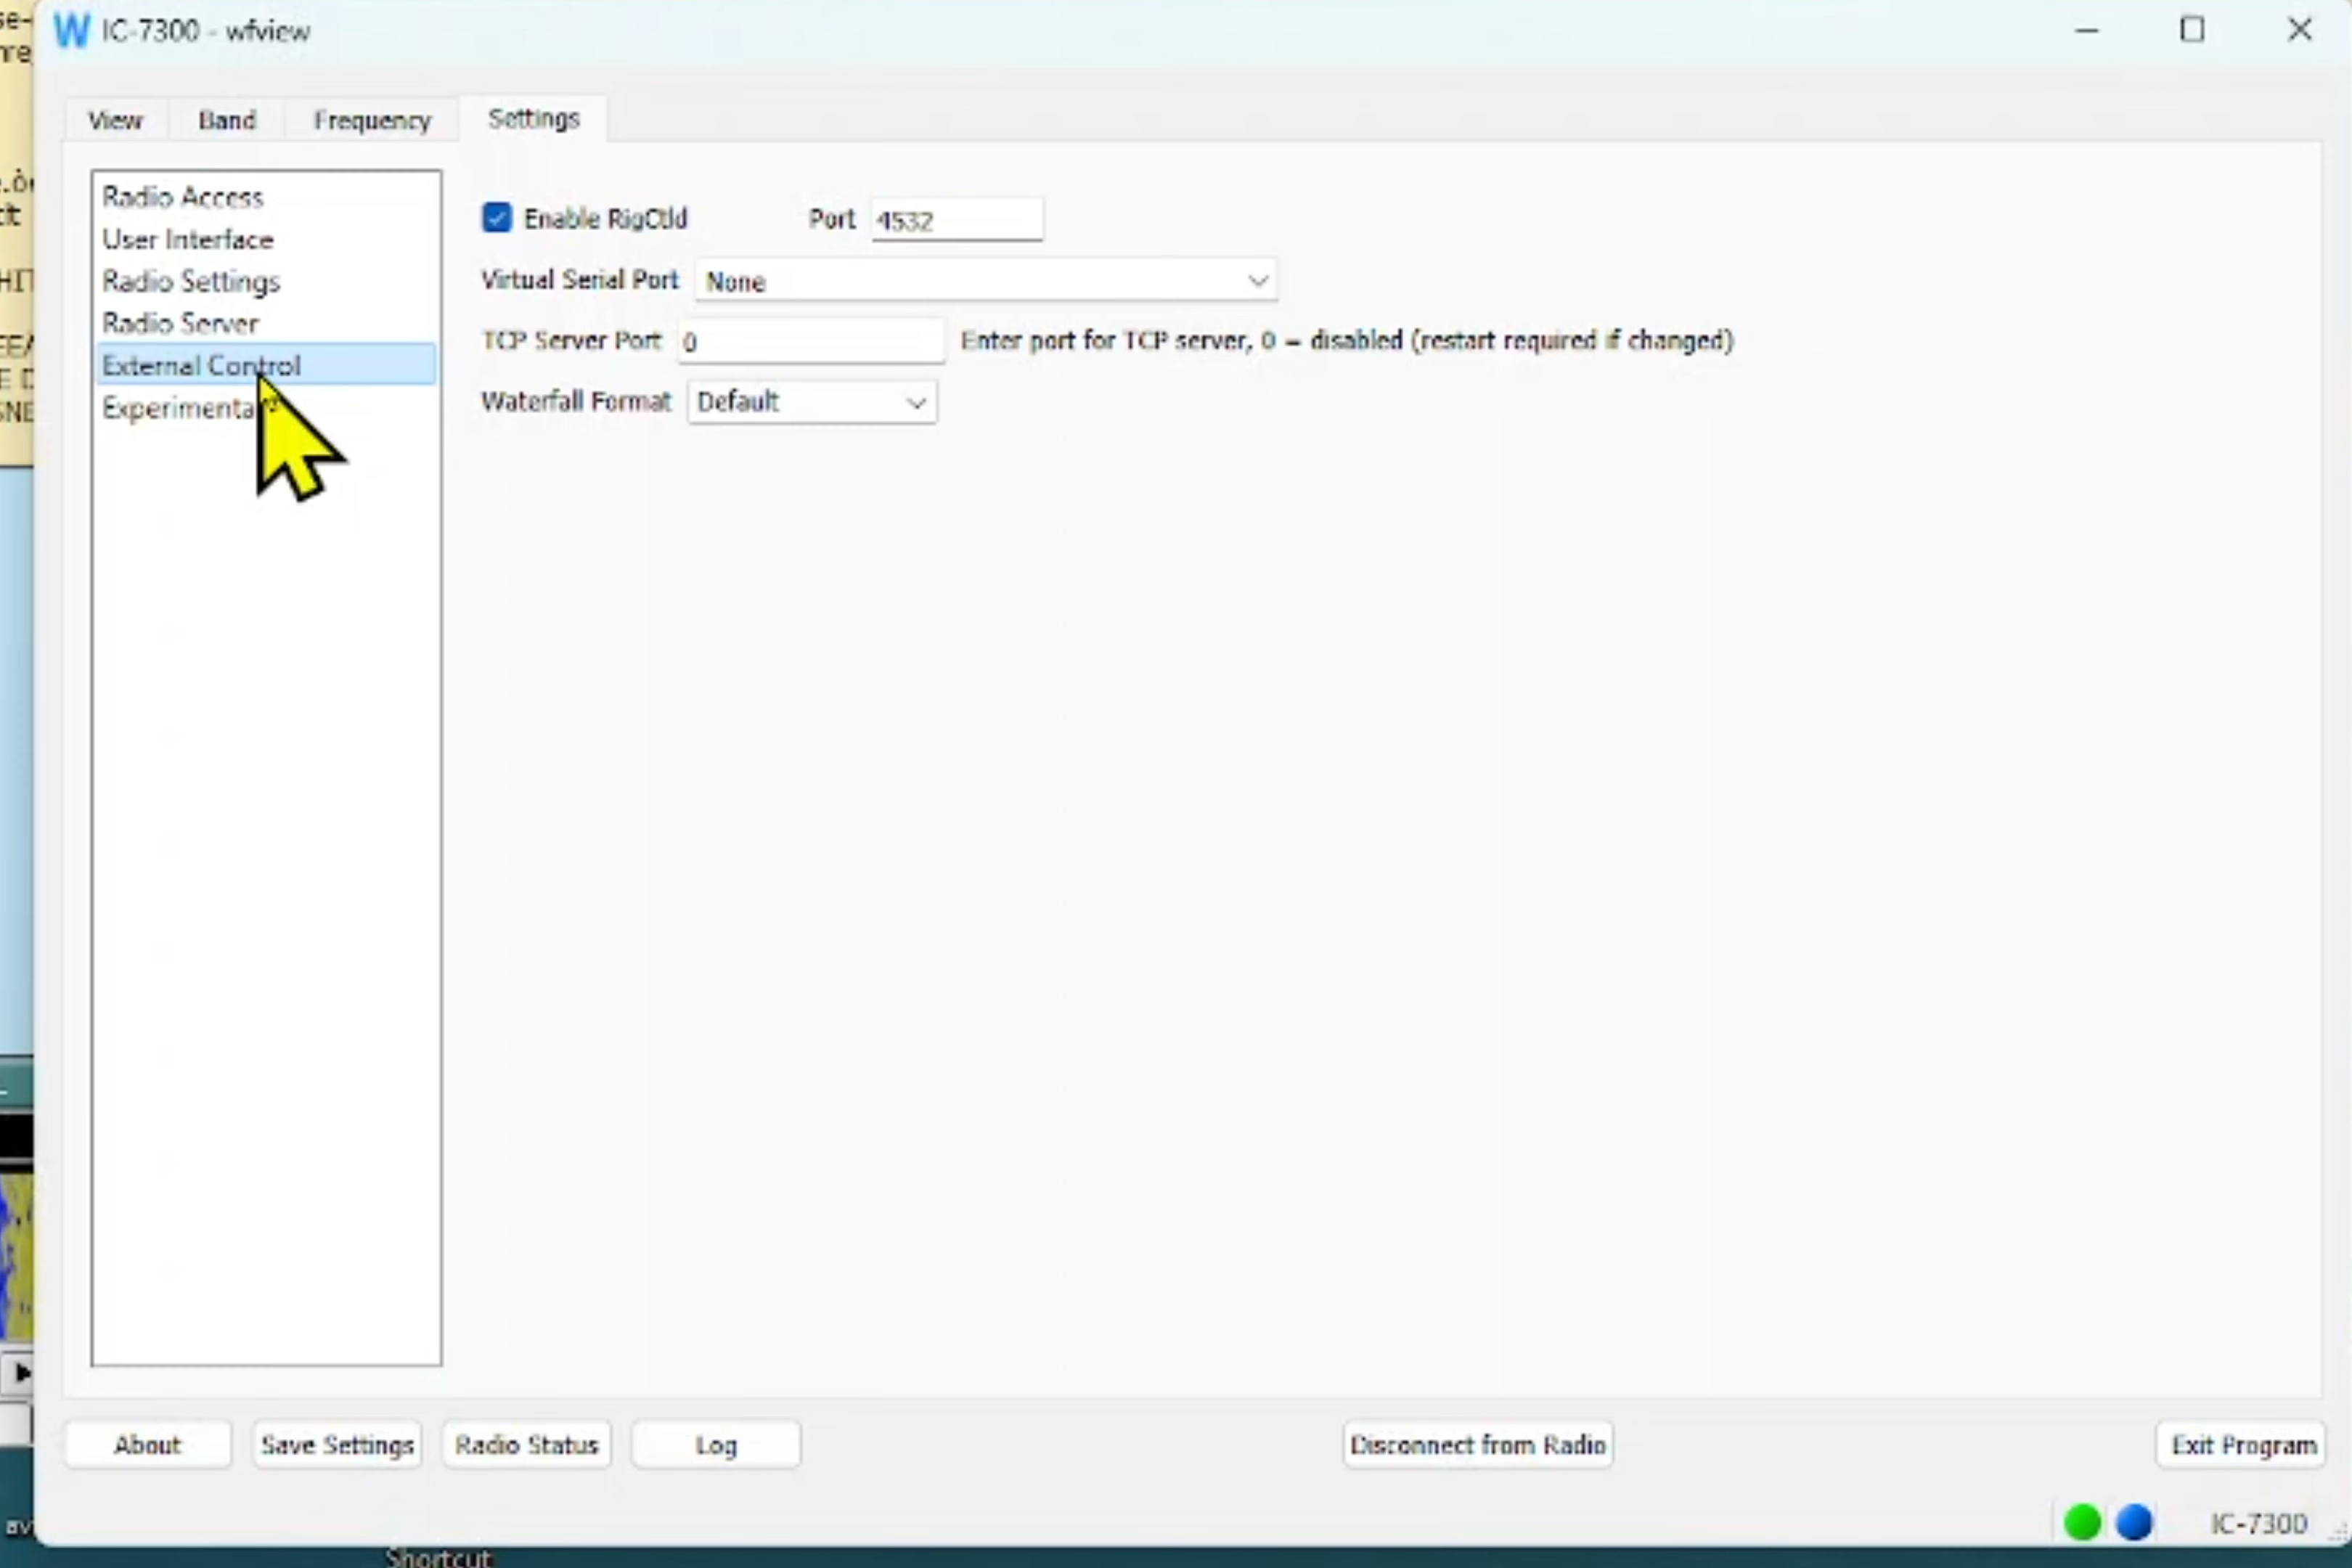 IC-7300 - wfview
View Band Frequency Settings
Radio Access
User Interface
Radio Settings
Radio Server
External Control
Experimenta
Enable RigCtld Port 4532
Virtual Serial Port None
TCP Server Port 0 Enter port for TCP server, 0 = disabled (restart required if changed)
Waterfall Format Default
About Save Settings Radio Status Log Disconnect from Radio Exit Program
IC-7300
Shortcut